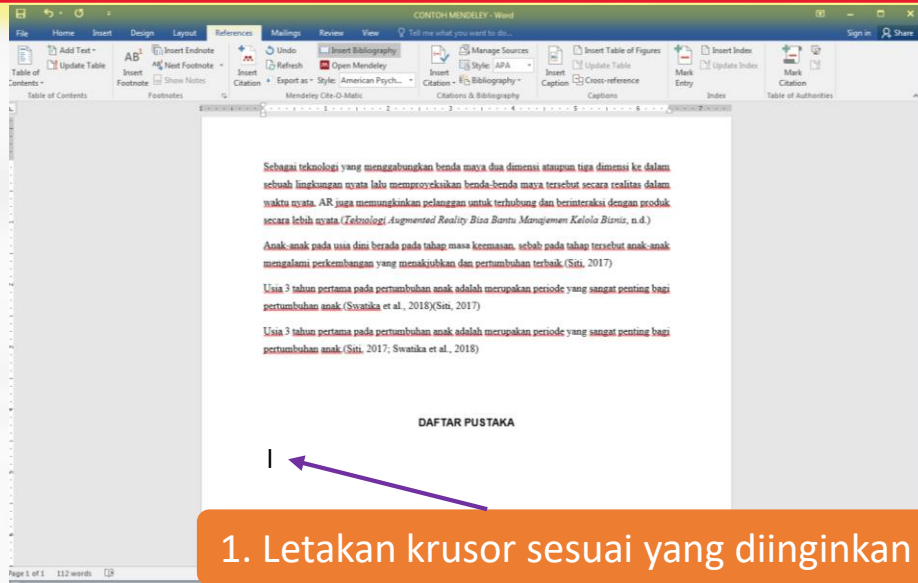 CONTOH MENDELEY - Word
File Home Insert Design Layout References Mailings Review View Tell me what you want to do... Sign in Share
Table of Contents
Add Text
Update Table
Table of Contents
AB1 Insert Footnote
Insert Endnote
Next Footnote
Show Notes
Footnotes
Insert Citation
Undo
Refresh
Export as
Insert Bibliography
Open Mendeley
Style: American Psych...
Mendeley Cite-O-Matic
Insert Citation
Manage Sources
Style: APA
Bibliography
Citations & Bibliography
Insert Caption
Insert Table of Figures
Update Table
Cross-reference
Captions
Mark Entry
Insert Index
Update Index
Index
Mark Citation
Table of Authorities
1 2 3 4 5 6 7
Sebagai teknologi yang menggabungkan benda maya dua dimensi ataupun tiga dimensi ke dalam
sebuah lingkungan nyata lalu memproyeksikan benda-benda maya tersebut secara realitas dalam
waktu nyata, AR juga memungkinkan pelanggan untuk terhubung dan berinteraksi dengan produk
secara lebih nyata.(Teknologi Augmented Reality Bisa Bantu Manajemen Kelola Bisnis, n.d.)
Anak-anak pada usia dini berada pada tahap masa keemasan, sebab pada tahap tersebut anak-anak
mengalami perkembangan yang menakjubkan dan pertumbuhan terbaik.(Siti, 2017)
Usia 3 tahun pertama pada pertumbuhan anak adalah merupakan periode yang sangat penting bagi
pertumbuhan anak.(Swatika et al., 2018)(Siti, 2017)
Usia 3 tahun pertama pada pertumbuhan anak adalah merupakan periode yang sangat penting bagi
pertumbuhan anak.(Siti, 2017; Swatika et al., 2018)
DAFTAR PUSTAKA
1. Letakan krusor sesuai yang diinginkan
Page 1 of 1 112 words